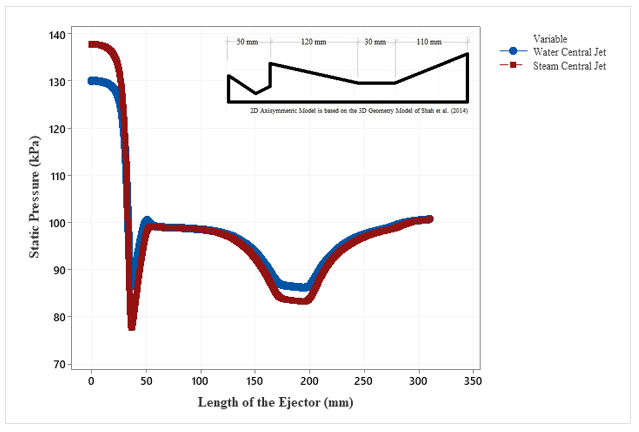 140
130
120
110
100
90
80
70
0
50
100
150
200
250
300
350
Static Pressure (kPa)
Length of the Ejector (mm)
50 mm
120 mm
30 mm
110 mm
2D Axisymmetric Model is based on the 3D Geometry Model of Shah et al. (2014)
Variable
Water Central Jet
Steam Central Jet